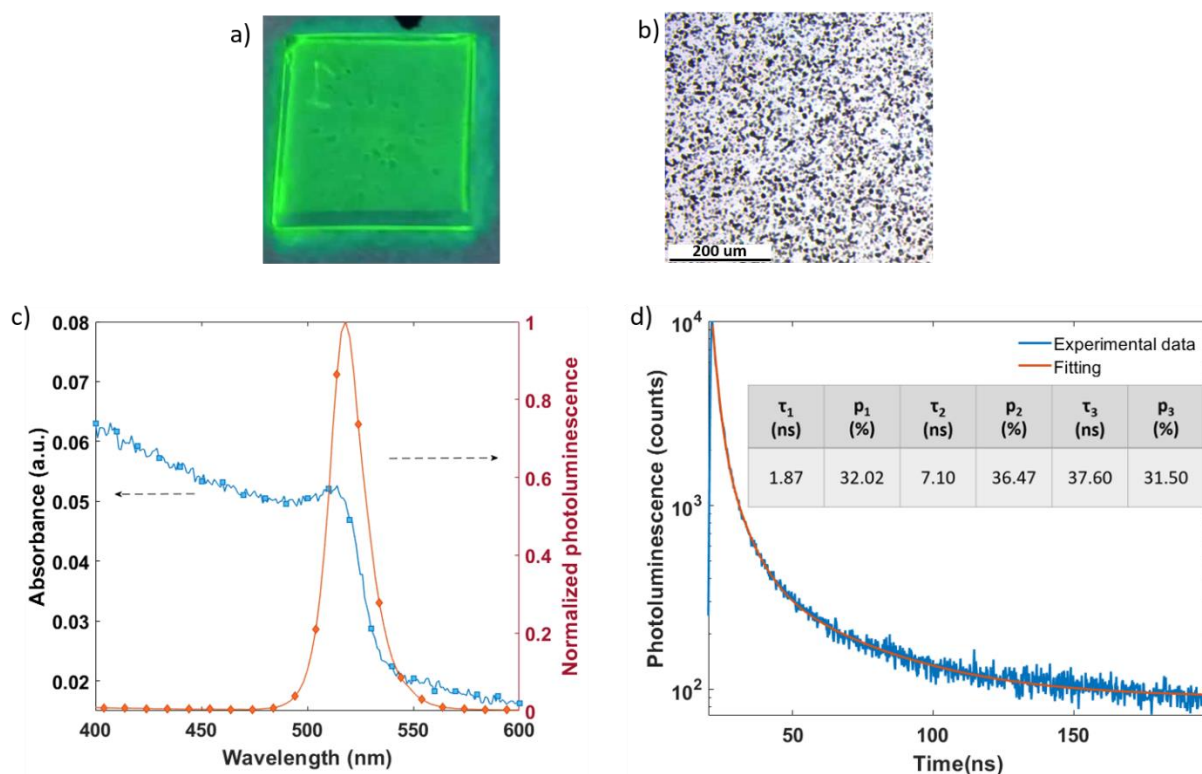 a)
b)
200 um
c)
0.08
0.07
0.06
0.05
0.04
0.03
0.02
Absorbance (a.u.)
400
450
500
550
600
Wavelength (nm)
1
0.8
0.6
0.4
0.2
0
Normalized photoluminescence
d)
10⁴
10³
10²
Photoluminescence (counts)
Experimental data
Fitting
τ₁ (ns) p₁ (%) τ₂ (ns) p₂ (%) τ₃ (ns) p₃ (%)
1.87 32.02 7.10 36.47 37.60 31.50
50
100
150
Time(ns)